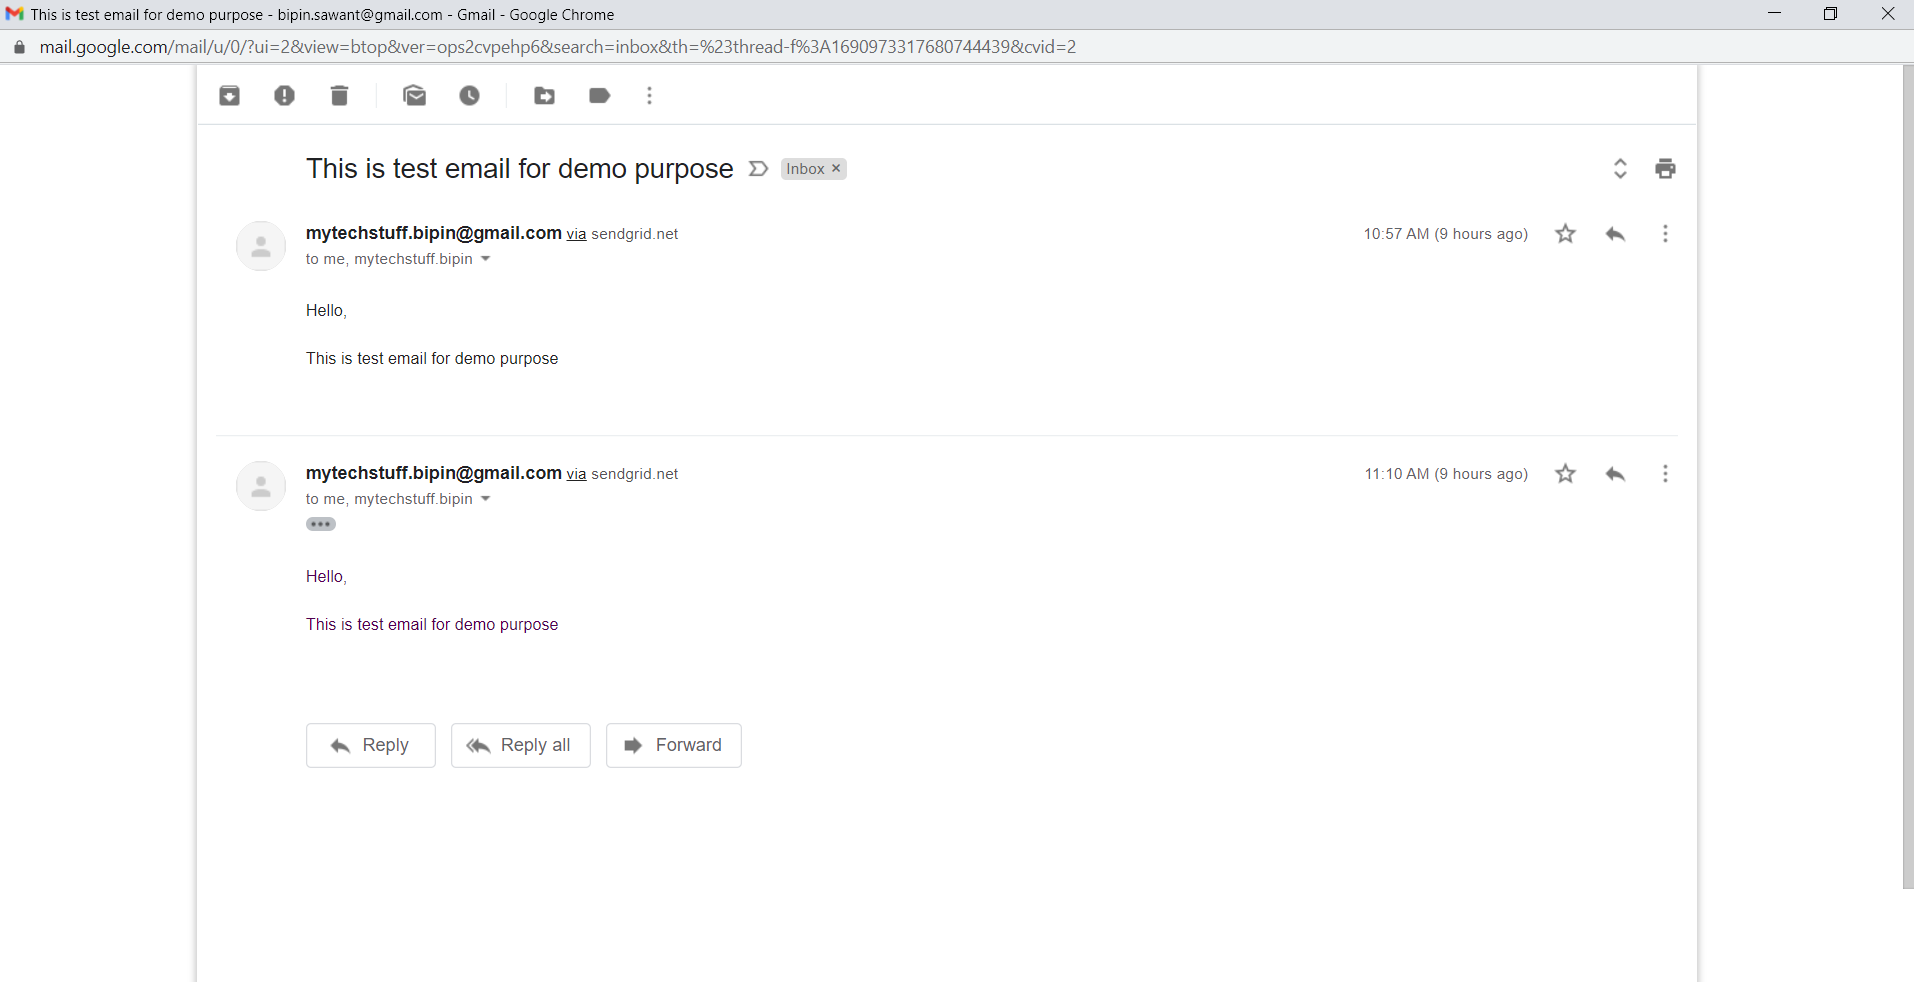 This is test email for demo purpose - bipin.sawant@gmail.com - Gmail - Google Chrome
mail.google.com/mail/u/0/?ui=2&view=btop&ver=ops2cvpehp6&search=inbox&th=%23thread-f%3A1690973317680744439&cvid=2
This is test email for demo purpose Inbox ×
mytechstuff.bipin@gmail.com via sendgrid.net 10:57 AM (9 hours ago)
to me, mytechstuff.bipin
Hello,
This is test email for demo purpose
mytechstuff.bipin@gmail.com via sendgrid.net 11:10 AM (9 hours ago)
to me, mytechstuff.bipin
Hello,
This is test email for demo purpose
Reply Reply all Forward